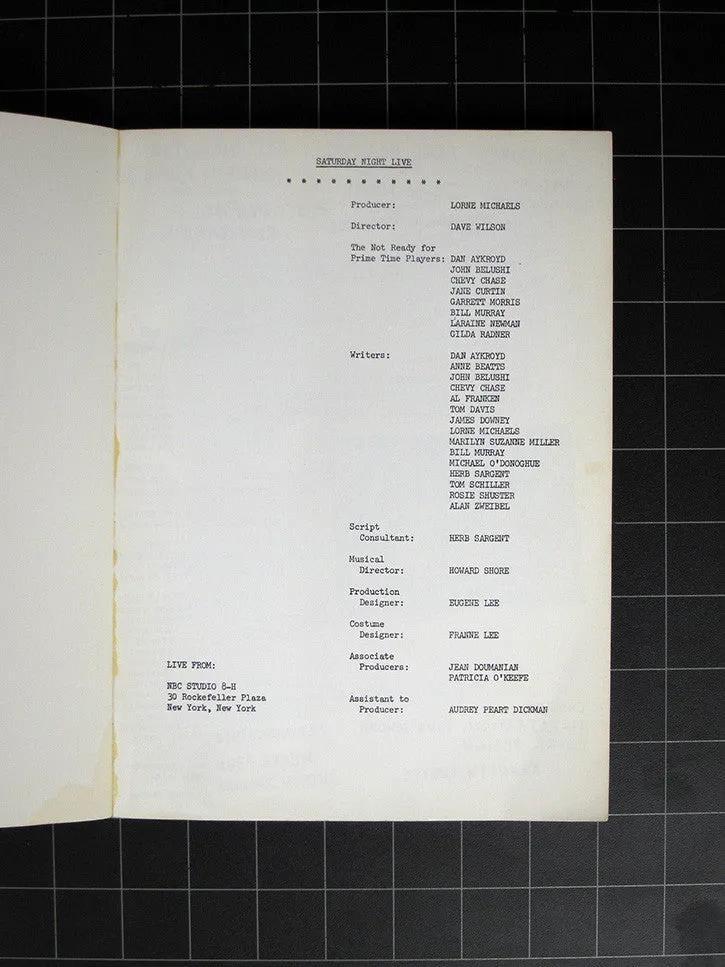 SATURDAY NIGHT LIVE
* * * * * * * * * * *
Producer: LORNE MICHAELS
Director: DAVE WILSON
The Not Ready for
Prime Time Players: DAN AYKROYD
JOHN BELUSHI
CHEVY CHASE
JANE CURTIN
GARRETT MORRIS
BILL MURRAY
LARAINE NEWMAN
GILDA RADNER
Writers: DAN AYKROYD
ANNE BEATTS
JOHN BELUSHI
CHEVY CHASE
AL FRANKEN
TOM DAVIS
JAMES DOWNEY
LORNE MICHAELS
MARILYN SUZANNE MILLER
BILL MURRAY
MICHAEL O'DONOGHUE
HERB SARGENT
TOM SCHILLER
ROSIE SHUSTER
ALAN ZWEIBEL
Script
Consultant: HERB SARGENT
Musical
Director: HOWARD SHORE
Production
Designer: EUGENE LEE
Costume
Designer: FRANNE LEE
Associate
Producers: JEAN DOUMANIAN
PATRICIA O'KEEFE
Assistant to
Producer: AUDREY PEART DICKMAN
LIVE FROM:
NBC STUDIO 8-H
30 Rockefeller Plaza
New York, New York